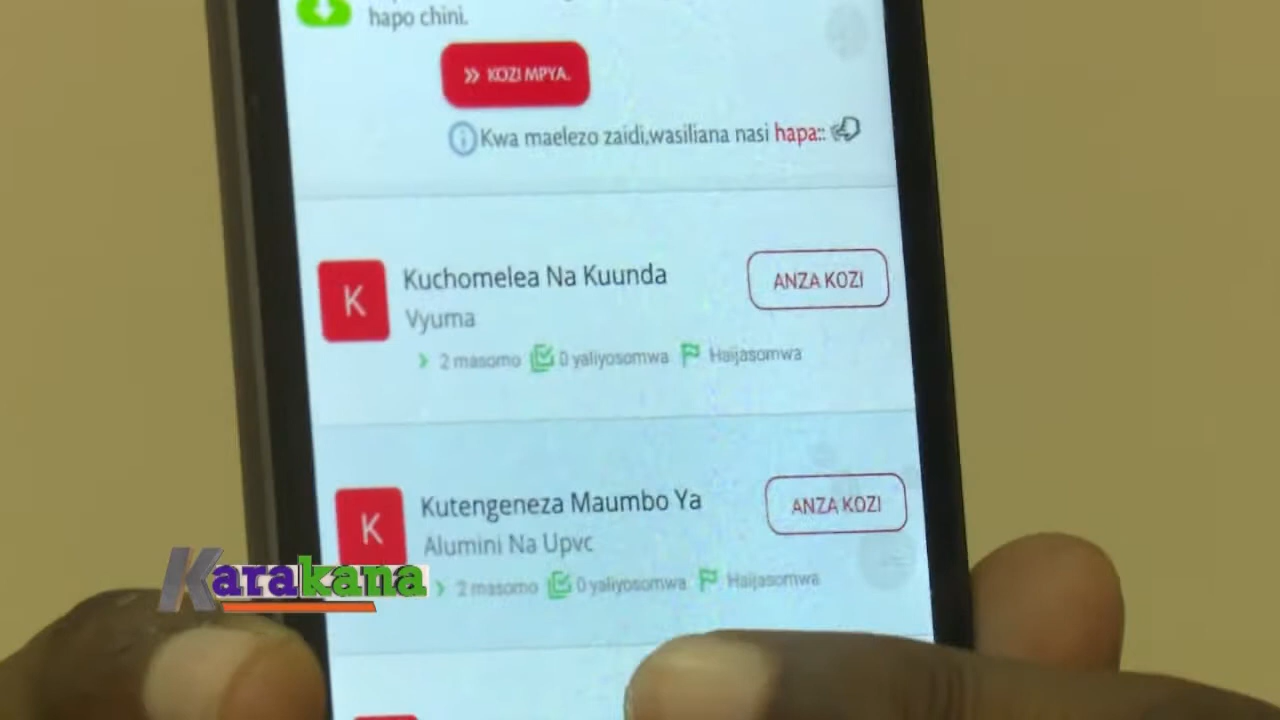 hapo chini.
» KOZI MPYA.
Kwa maelezo zaidi,wasiliana nasi hapa::
K
Kuchomelea Na Kuunda
Vyuma
ANZA KOZI
2 masomo 0 yaliyosomwa Haijasomwa
K
Kutengeneza Maumbo Ya
Alumini Na Upvc
ANZA KOZI
2 masomo 0 yaliyosomwa Haijasomwa
Karakana